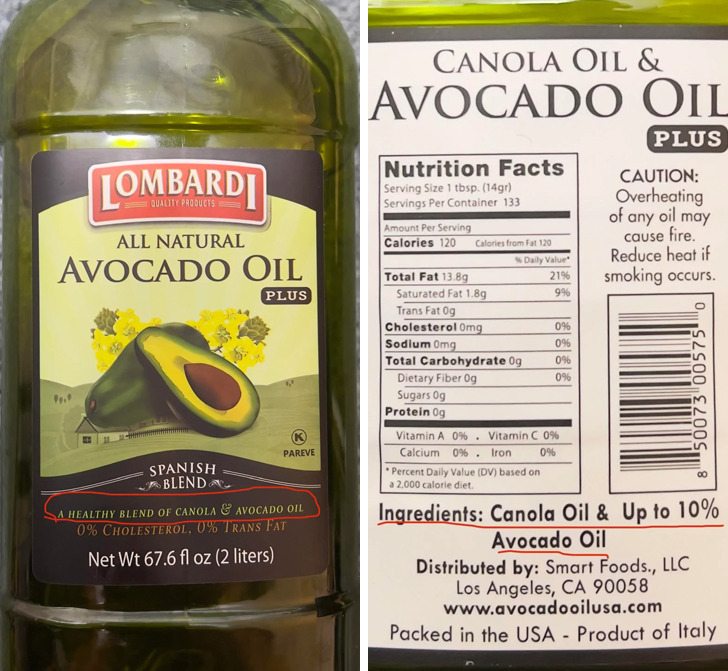 LOMBARDI
QUALITY PRODUCTS
ALL NATURAL
AVOCADO OIL
PLUS
K
PAREVE
SPANISH
BLEND
A HEALTHY BLEND OF CANOLA & AVOCADO OIL
0% CHOLESTEROL, 0% TRANS FAT
Net Wt 67.6 fl oz (2 liters)
CANOLA OIL &
AVOCADO OIL
PLUS
Nutrition Facts
Serving Size 1 tbsp. (14gr)
Servings Per Container 133
Amount Per Serving
Calories 120 Calories from Fat 120
% Daily Value*
Total Fat 13.8g 21%
Saturated Fat 1.8g 9%
Trans Fat 0g
Cholesterol 0mg 0%
Sodium 0mg 0%
Total Carbohydrate 0g 0%
Dietary Fiber 0g 0%
Sugars 0g
Protein 0g
Vitamin A 0% . Vitamin C 0%
Calcium 0% . Iron 0%
* Percent Daily Value (DV) based on
a 2,000 calorie diet.
CAUTION:
Overheating
of any oil may
cause fire.
Reduce heat if
smoking occurs.
8 50073 00575 0
Ingredients: Canola Oil & Up to 10%
Avocado Oil
Distributed by: Smart Foods., LLC
Los Angeles, CA 90058
www.avocadooilusa.com
Packed in the USA - Product of Italy